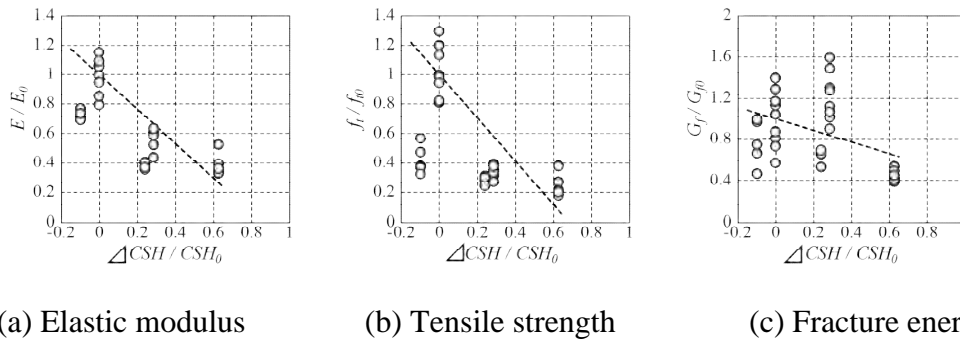 1.4
1.2
1
0.8
0.6
0.4
0.2
0
-0.2 0 0.2 0.4 0.6 0.8 1
E / E0
⊿CSH / CSH0
(a) Elastic modulus
1.4
1.2
1
0.8
0.6
0.4
0.2
0
-0.2 0 0.2 0.4 0.6 0.8 1
ft / ft0
⊿CSH / CSH0
(b) Tensile strength
2
1.6
1.2
0.8
0.4
0
-0.2 0 0.2 0.4 0.6 0.8
Gf / Gf0
⊿CSH / CSH0
(c) Fracture ener